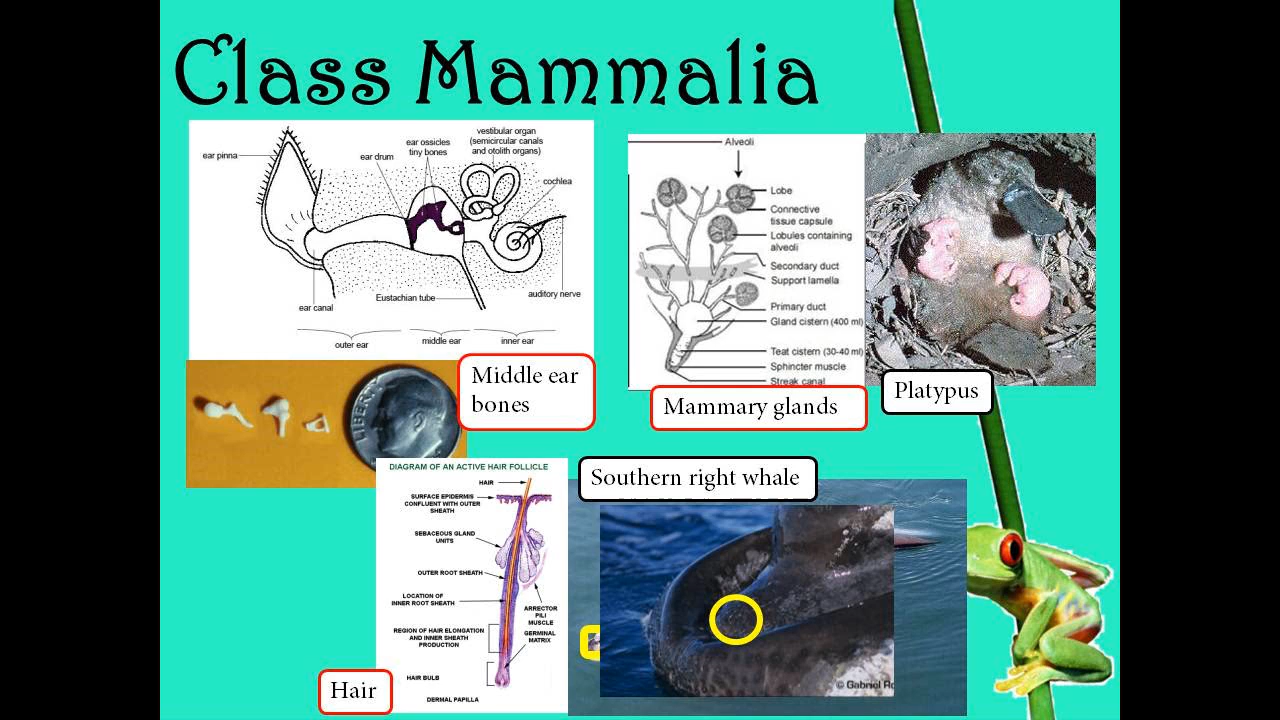 Class Mammalia
ear pinna
ear drum
ear ossicles
tiny bones
vestibular organ
(semicircular canals
and otolith organs)
cochlea
ear canal
Eustachian tube
auditory nerve
outer ear
middle ear
inner ear
Alveoli
Lobe
Connective
tissue capsule
Lobules containing
alveoli
Secondary duct
Support lamella
Primary duct
Gland cistern (400 ml)
Teat cistern (30-40 ml)
Sphincter muscle
Streak canal
Middle ear
bones
LIBERTY
Mammary glands
Platypus
DIAGRAM OF AN ACTIVE HAIR FOLLICLE
HAIR
SURFACE EPIDERMIS
CONFLUENT WITH OUTER
SHEATH
SEBACEOUS GLAND
UNITS
OUTER ROOT SHEATH
LOCATION OF
INNER ROOT SHEATH
ARRECTOR
PILI
MUSCLE
REGION OF HAIR ELONGATION
AND INNER SHEATH
PRODUCTION
GERMINAL
MATRIX
HAIR BULB
DERMAL PAPILLA
Hair
Southern right whale
© Gabriel